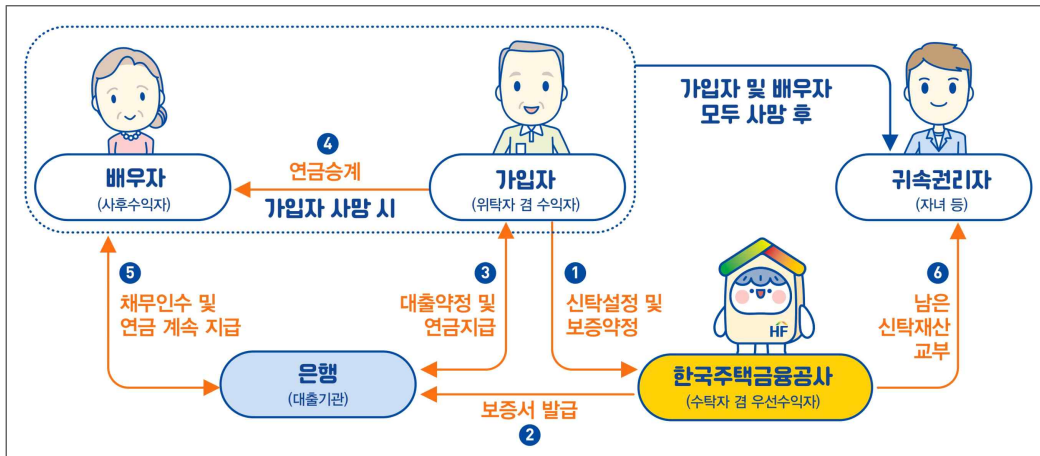 가입자 및 배우자
모두 사망 후
4
연금승계
가입자 사망 시
배우자
(사후수익자)
가입자
(위탁자 겸 수익자)
귀속권리자
(자녀 등)
5
채무인수 및
연금 계속 지급
3
대출약정 및
연금지급
1
신탁설정 및
보증약정
HF
6
남은
신탁재산
교부
은행
(대출기관)
한국주택금융공사
(수탁자 겸 우선수익자)
보증서 발급
2